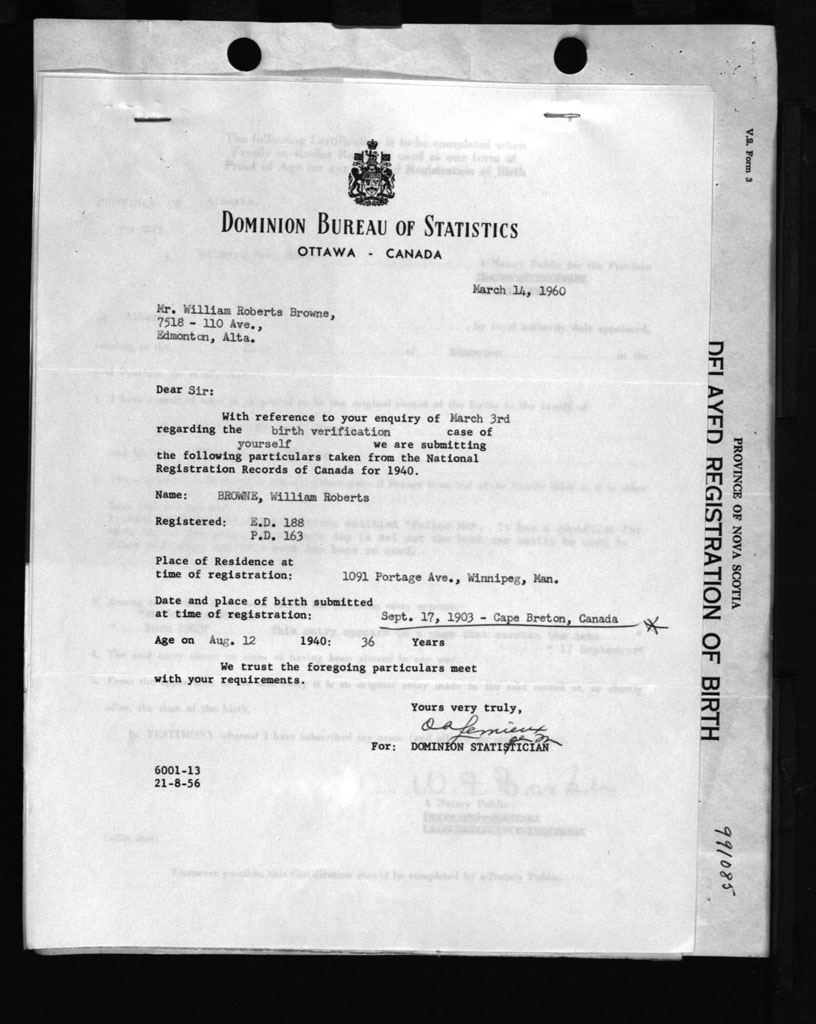 DOMINION BUREAU OF STATISTICS
OTTAWA - CANADA
March 14, 1960
Mr. William Roberts Browne,
7518 - 110 Ave.,
Edmonton, Alta.
Dear Sir:
With reference to your enquiry of March 3rd
regarding the birth verification case of
yourself we are submitting
the following particulars taken from the National
Registration Records of Canada for 1940.
Name: BROWNE, William Roberts
Registered: E.D. 188
P.D. 163
Place of Residence at
time of registration: 1091 Portage Ave., Winnipeg, Man.
Date and place of birth submitted
at time of registration: Sept. 17, 1903 - Cape Breton, Canada
Age on Aug. 12 1940: 36 Years
We trust the foregoing particulars meet
with your requirements.
Yours very truly,
For: DOMINION STATISTICIAN
6001-13
21-8-56
V.S. Form 3
PROVINCE OF NOVA SCOTIA
DELAYED REGISTRATION OF BIRTH
991085